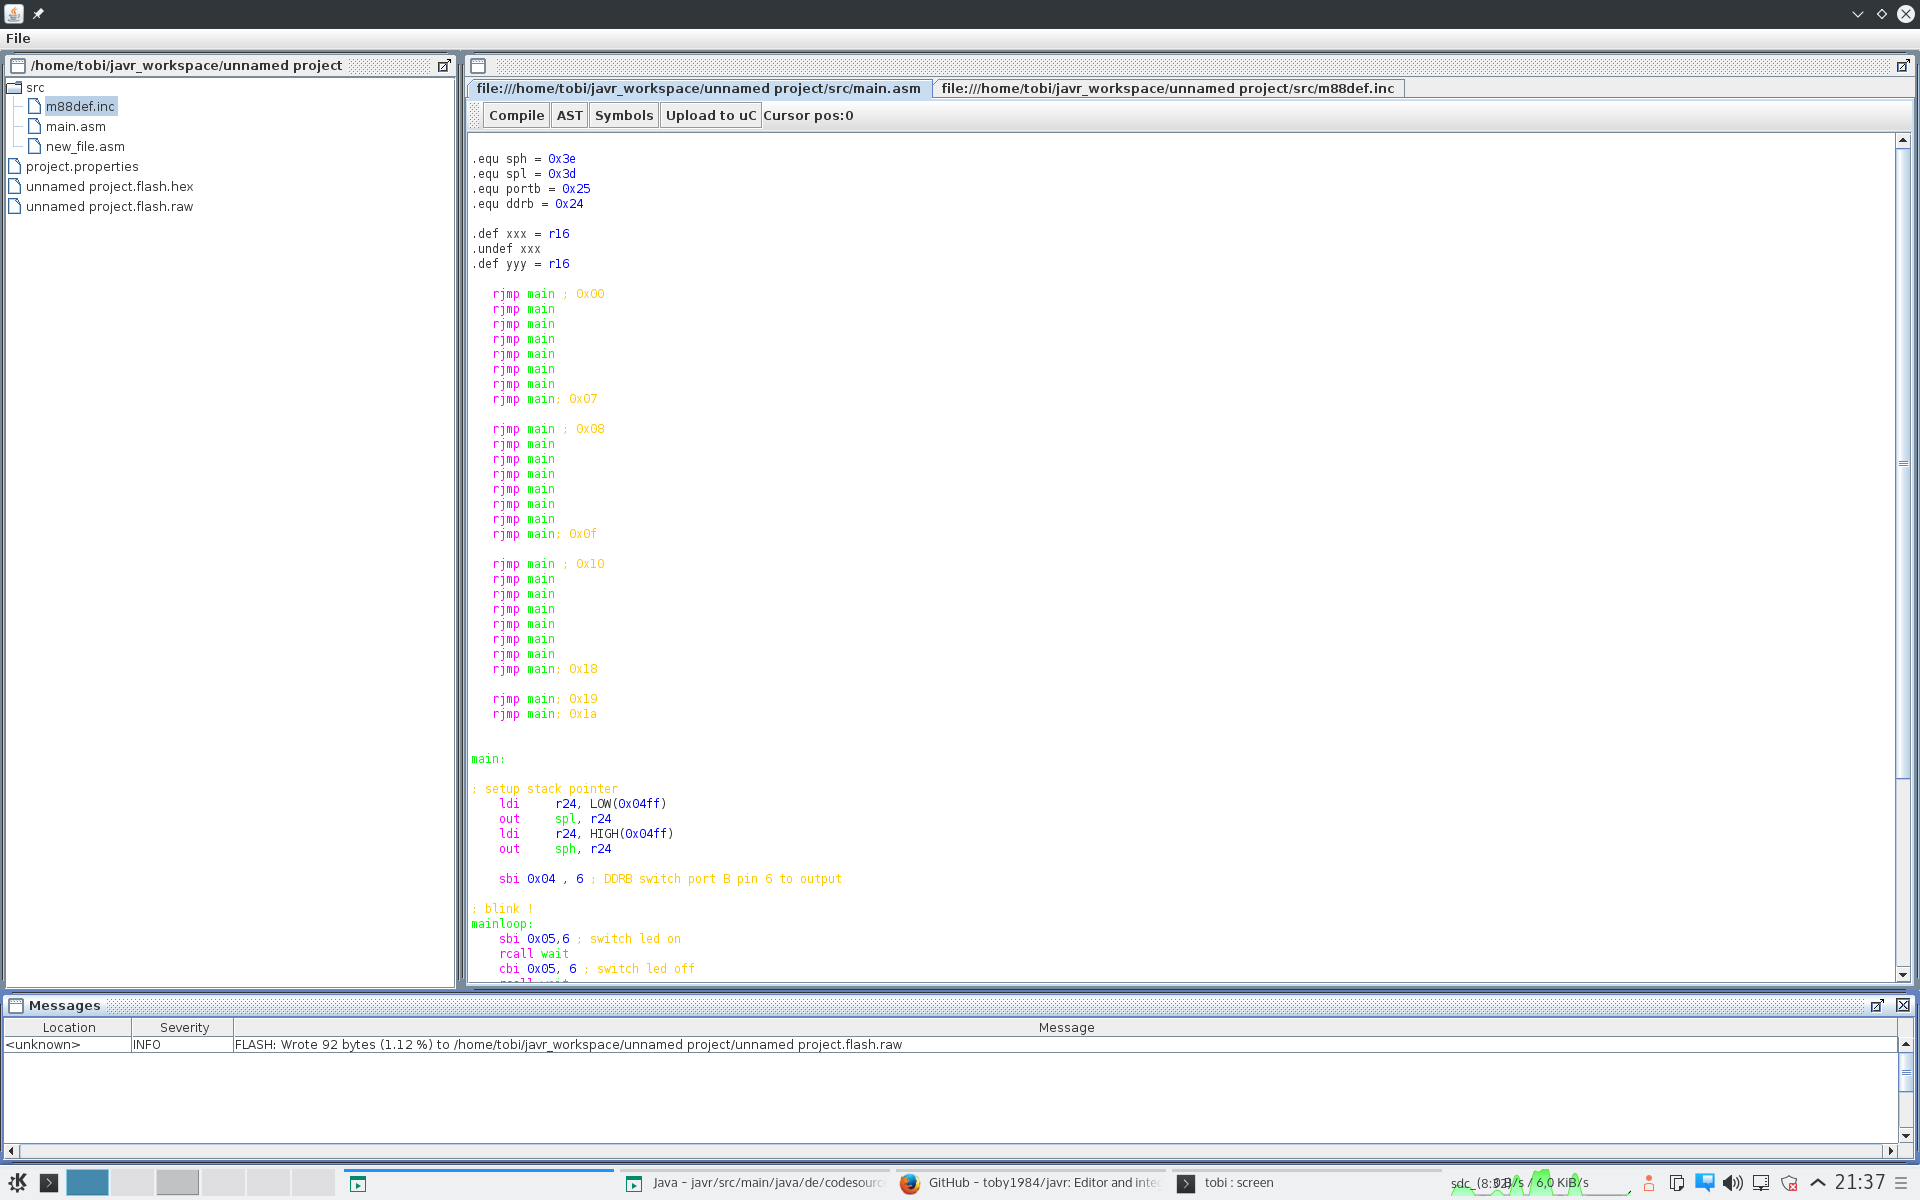 File
/home/tobi/javr_workspace/unnamed project
src
m88def.inc
main.asm
new_file.asm
project.properties
unnamed project.flash.hex
unnamed project.flash.raw
file:///home/tobi/javr_workspace/unnamed project/src/main.asm file:///home/tobi/javr_workspace/unnamed project/src/m88def.inc
Compile AST Symbols Upload to uC Cursor pos:0
.equ sph = 0x3e
.equ spl = 0x3d
.equ portb = 0x25
.equ ddrb = 0x24
.def xxx = r16
.undef xxx
.def yyy = r16
rjmp main ; 0x00
rjmp main
rjmp main
rjmp main
rjmp main
rjmp main
rjmp main
rjmp main; 0x07
rjmp main ; 0x08
rjmp main
rjmp main
rjmp main
rjmp main
rjmp main
rjmp main
rjmp main; 0x0f
rjmp main ; 0x10
rjmp main
rjmp main
rjmp main
rjmp main
rjmp main
rjmp main
rjmp main; 0x18
rjmp main; 0x19
rjmp main; 0x1a
main:
; setup stack pointer
ldi r24, LOW(0x04ff)
out spl, r24
ldi r24, HIGH(0x04ff)
out sph, r24
sbi 0x04 , 6 ; DDRB switch port B pin 6 to output
; blink !
mainloop:
sbi 0x05,6 ; switch led on
rcall wait
cbi 0x05, 6 ; switch led off
Messages
Location Severity Message
<unknown> INFO FLASH: Wrote 92 bytes (1.12 %) to /home/tobi/javr_workspace/unnamed project/unnamed project.flash.raw
Java – javr/src/main/java/de/codesourc GitHub – toby1984/javr: Editor and inte tobi : screen 6,0 KiB/s 21:37